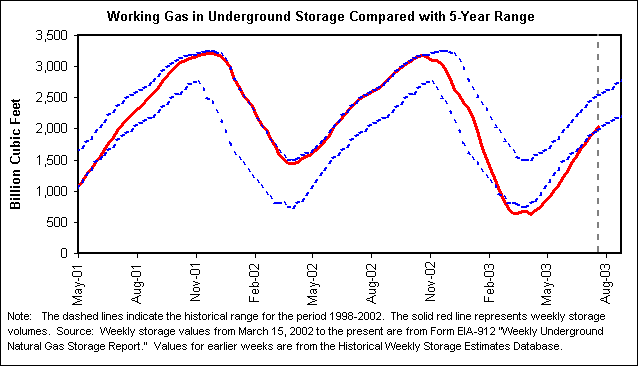 Working Gas in Underground Storage Compared with 5-Year Range
Billion Cubic Feet
3,500
3,000
2,500
2,000
1,500
1,000
500
0
May-01
Aug-01
Nov-01
Feb-02
May-02
Aug-02
Nov-02
Feb-03
May-03
Aug-03
Note: The dashed lines indicate the historical range for the period 1998-2002. The solid red line represents weekly storage
volumes. Source: Weekly storage values from March 15, 2002 to the present are from Form EIA-912 "Weekly Underground
Natural Gas Storage Report." Values for earlier weeks are from the Historical Weekly Storage Estimates Database.